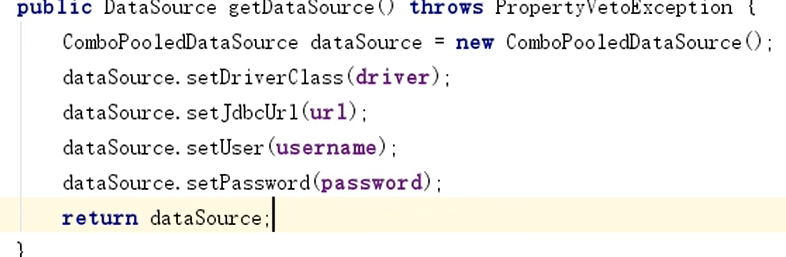 public DataSource getDataSource() throws PropertyVetoException {
ComboPooledDataSource dataSource = new ComboPooledDataSource();
dataSource.setDriverClass(driver);
dataSource.setJdbcUrl(url);
dataSource.setUser(username);
dataSource.setPassword(password);
return dataSource;
}